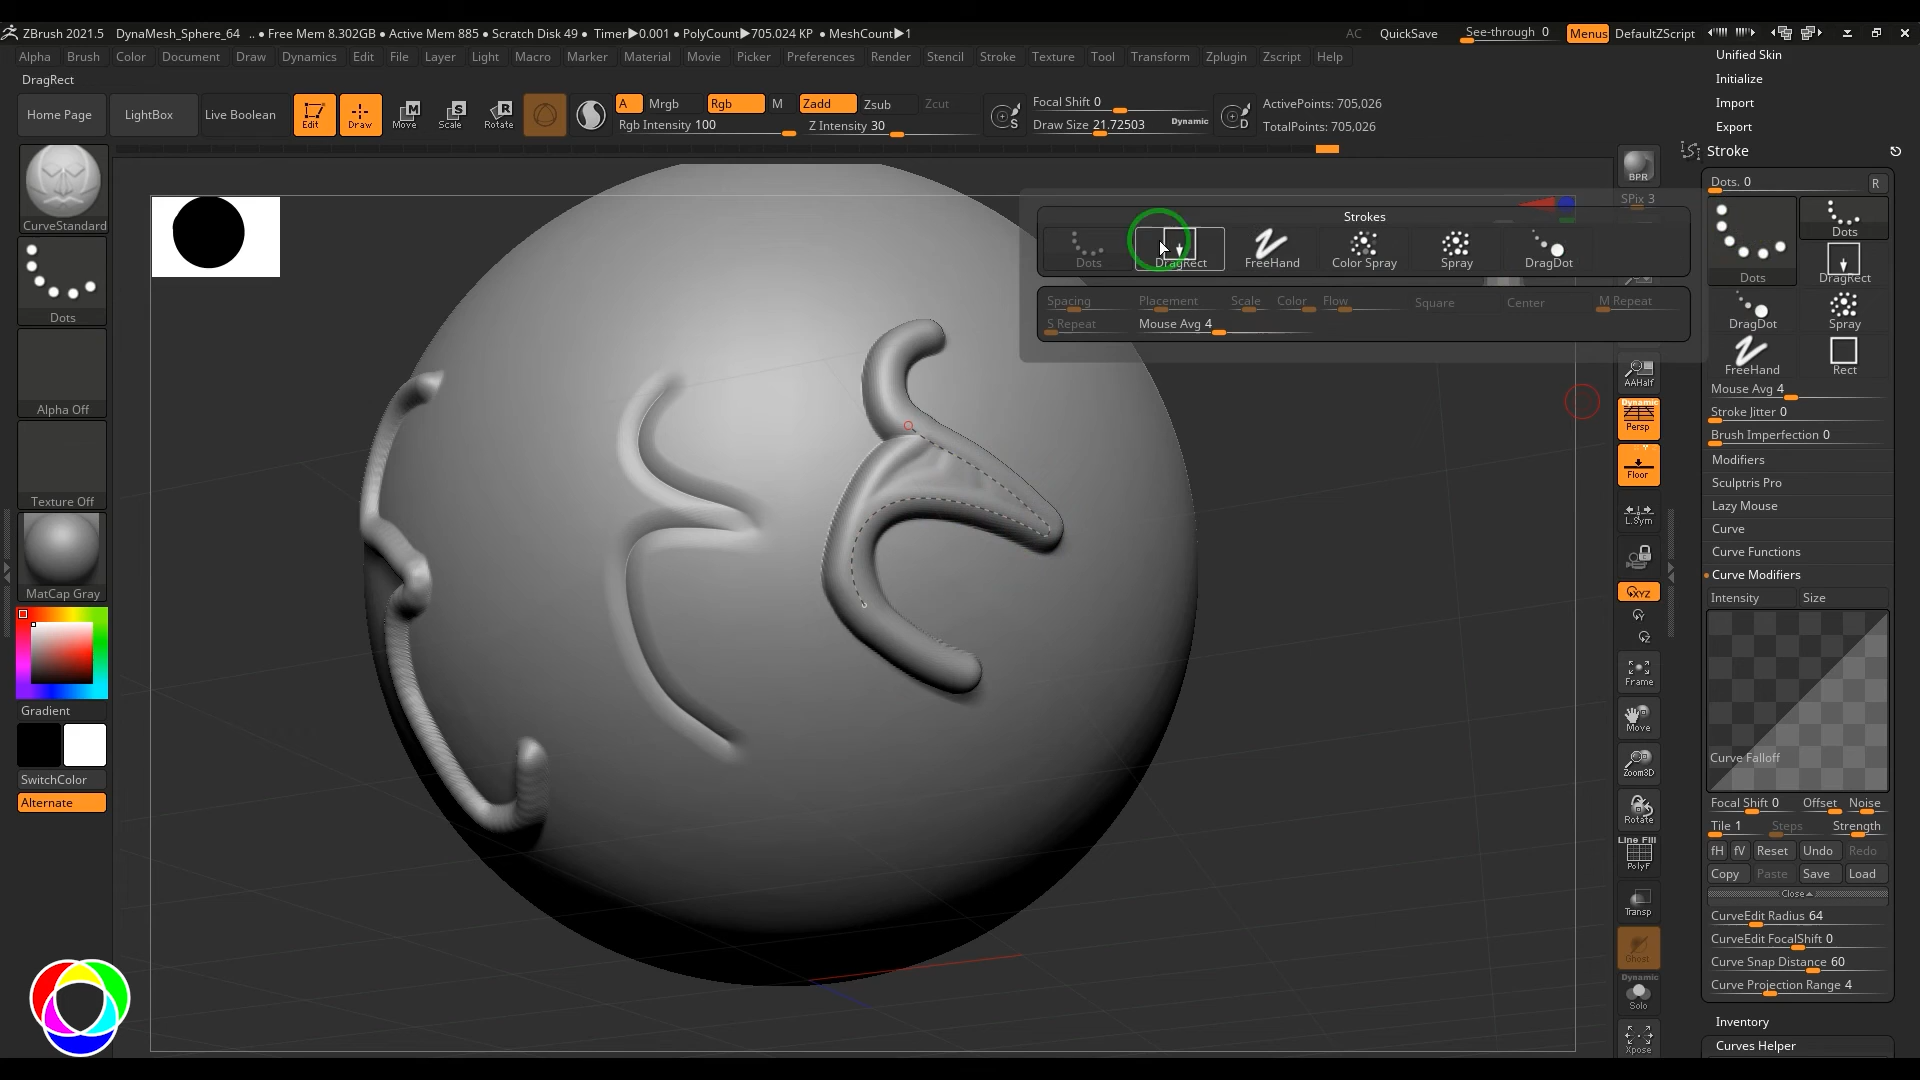 ZBrush 2021.5 DynaMesh_Sphere_64 .. ● Free Mem 8.302GB ● Active Mem 885 ● Scratch Disk 49 ● Timer▶0.001 ● PolyCount▶705.024 KP ● MeshCount▶1 AC QuickSave See-through 0 Menus DefaultZScript
Alpha Brush Color Document Draw Dynamics Edit File Layer Light Macro Marker Material Movie Picker Preferences Render Stencil Stroke Texture Tool Transform Zplugin Zscript Help
DragRect
Home Page LightBox Live Boolean Edit Draw Move Scale Rotate
A Mrgb Rgb M Zadd Zsub Zcut
Rgb Intensity 100 Z Intensity 30
S
Focal Shift 0
Draw Size 21.72503 Dynamic
D
ActivePoints: 705,026
TotalPoints: 705,026
CurveStandard
Dots
Alpha Off
Texture Off
MatCap Gray
Gradient
SwitchColor
Alternate
Strokes
Dots DragRect FreeHand Color Spray Spray DragDot
Spacing Placement Scale Color Flow Square Center M Repeat
S Repeat Mouse Avg 4
BPR
SPix 3
AAHalf
Dynamic
Persp
Floor
L.Sym
XYZ
Y
Z
Frame
Move
Zoom3D
Rotate
Line Fill
PolyF
Transp
Ghost
Dynamic
Solo
Xpose
Unified Skin
Initialize
Import
Export
Stroke
Dots. 0 R
Dots
Dots
DragRect
DragDot Spray
FreeHand Rect
Mouse Avg 4
Stroke Jitter 0
Brush Imperfection 0
Modifiers
Sculptris Pro
Lazy Mouse
Curve
Curve Functions
Curve Modifiers
Intensity Size
Curve Falloff
Focal Shift 0 Offset Noise
Tile 1 Steps Strength
fH fV Reset Undo Redo
Copy Paste Save Load
Close
CurveEdit Radius 64
CurveEdit FocalShift 0
Curve Snap Distance 60
Curve Projection Range 4
Inventory
Curves Helper